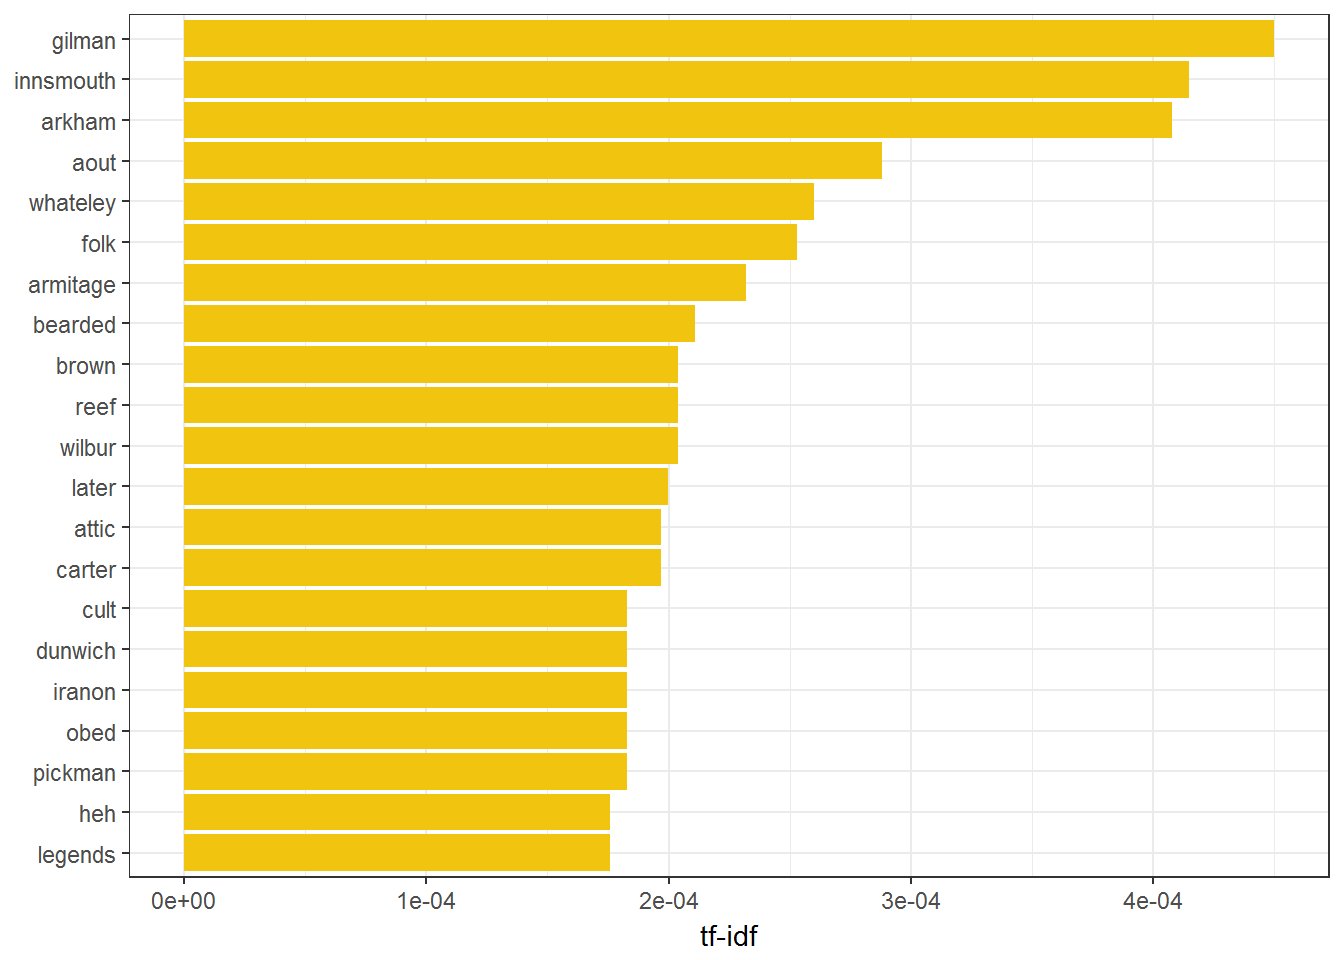 gilman
innsmouth
arkham
aout
whateley
folk
armitage
bearded
brown
reef
wilbur
later
attic
carter
cult
dunwich
iranon
obed
pickman
heh
legends
0e+00 1e-04 2e-04 3e-04 4e-04
tf-idf